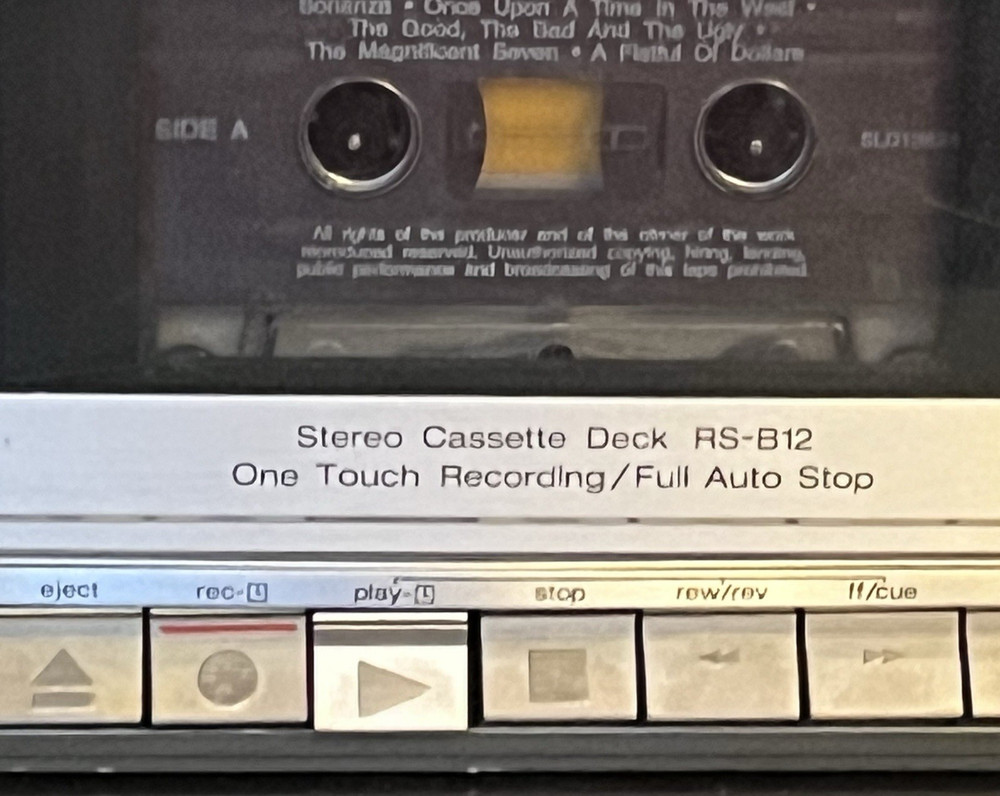 Bonanza • Once Upon A Time In The West •
The Good, The Bad And The Ugly •
The Magnificent Seven • A Fistful Of Dollars
SIDE A
All rights of the producer and of the owner of the work
reproduced reserved. Unauthorized copying, hiring, lending,
public performance and broadcasting of this tape prohibited.
Stereo Cassette Deck RS-B12
One Touch Recording/Full Auto Stop
eject rec- play- stop rew/rev ff/cue